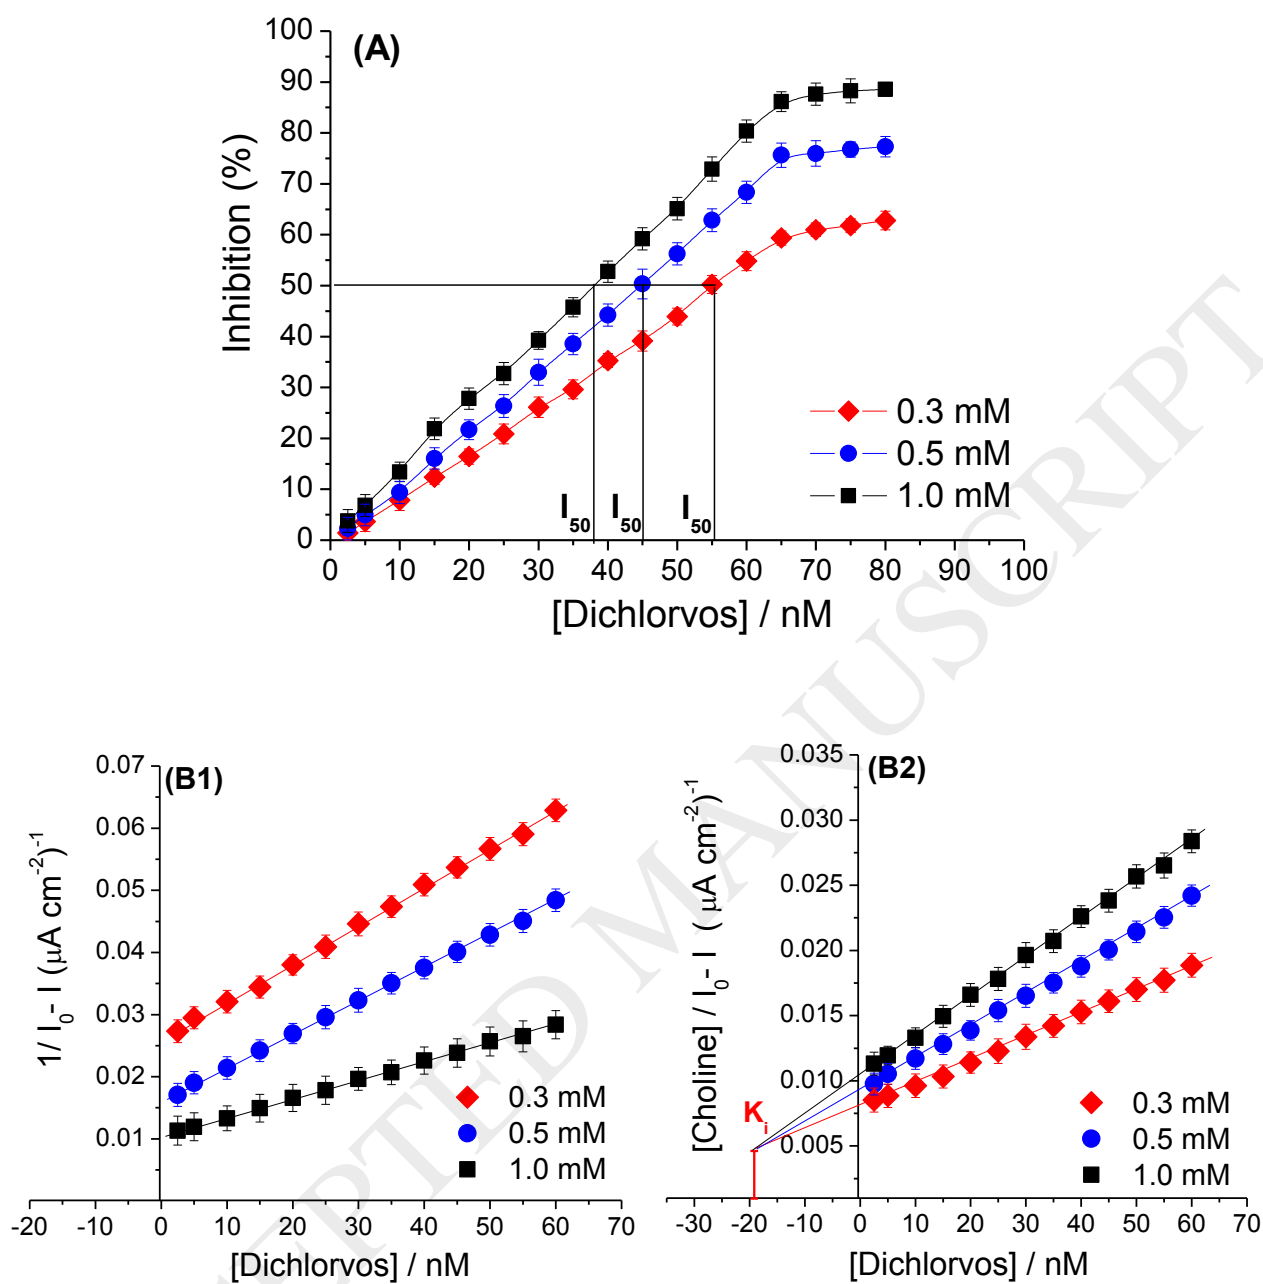 (A)
100
90
80
70
60
50
40
30
20
10
0
Inhibition (%)
I50 I50 I50
0.3 mM
0.5 mM
1.0 mM
0 10 20 30 40 50 60 70 80 90 100
[Dichlorvos] / nM
(B1)
0.07
0.06
0.05
0.04
0.03
0.02
0.01
1/ I0- I (µA cm-2)-1
0.3 mM
0.5 mM
1.0 mM
-20 -10 0 10 20 30 40 50 60 70
[Dichlorvos] / nM
(B2)
0.035
0.030
0.025
0.020
0.015
0.010
0.005
[Choline] / I0- I (µA cm-2)-1
Ki
0.3 mM
0.5 mM
1.0 mM
-30 -20 -10 0 10 20 30 40 50 60 70
[Dichlorvos] / nM
EPTED MANUSCRIPT